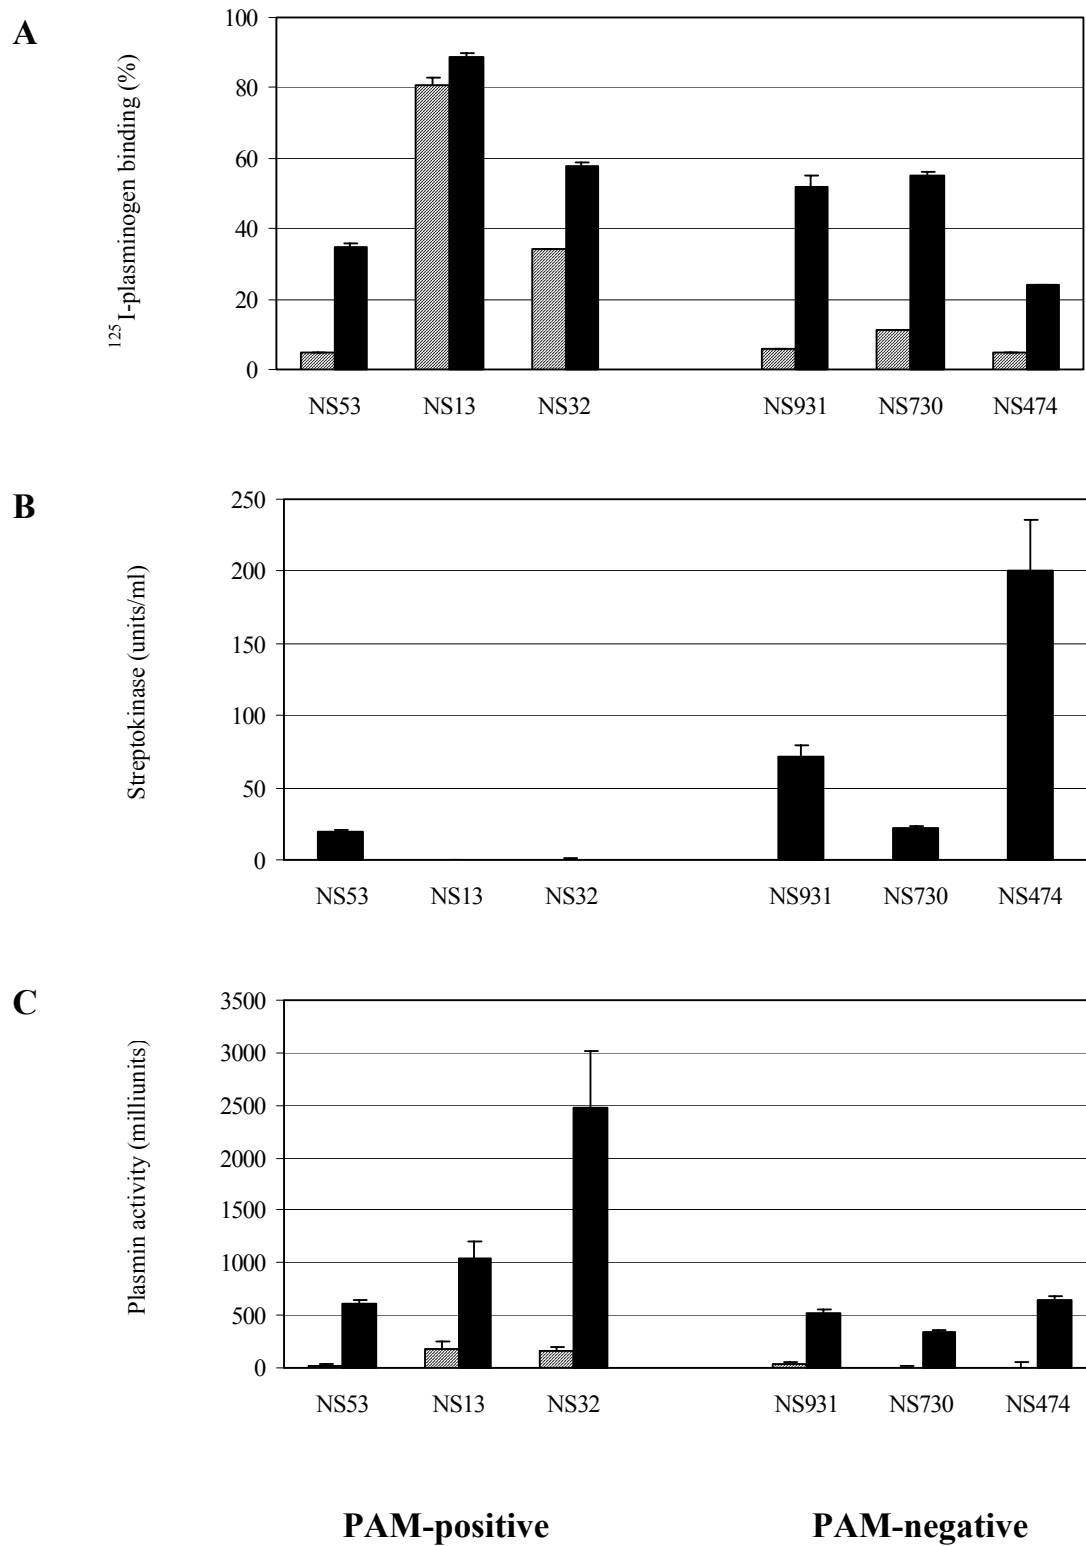 A
¹²⁵I-plasminogen binding (%)
100
80
60
40
20
0
NS53 NS13 NS32 NS931 NS730 NS474
B
Streptokinase (units/ml)
250
200
150
100
50
0
NS53 NS13 NS32 NS931 NS730 NS474
C
Plasmin activity (milliunits)
3500
3000
2500
2000
1500
1000
500
0
NS53 NS13 NS32 NS931 NS730 NS474
PAM-positive PAM-negative